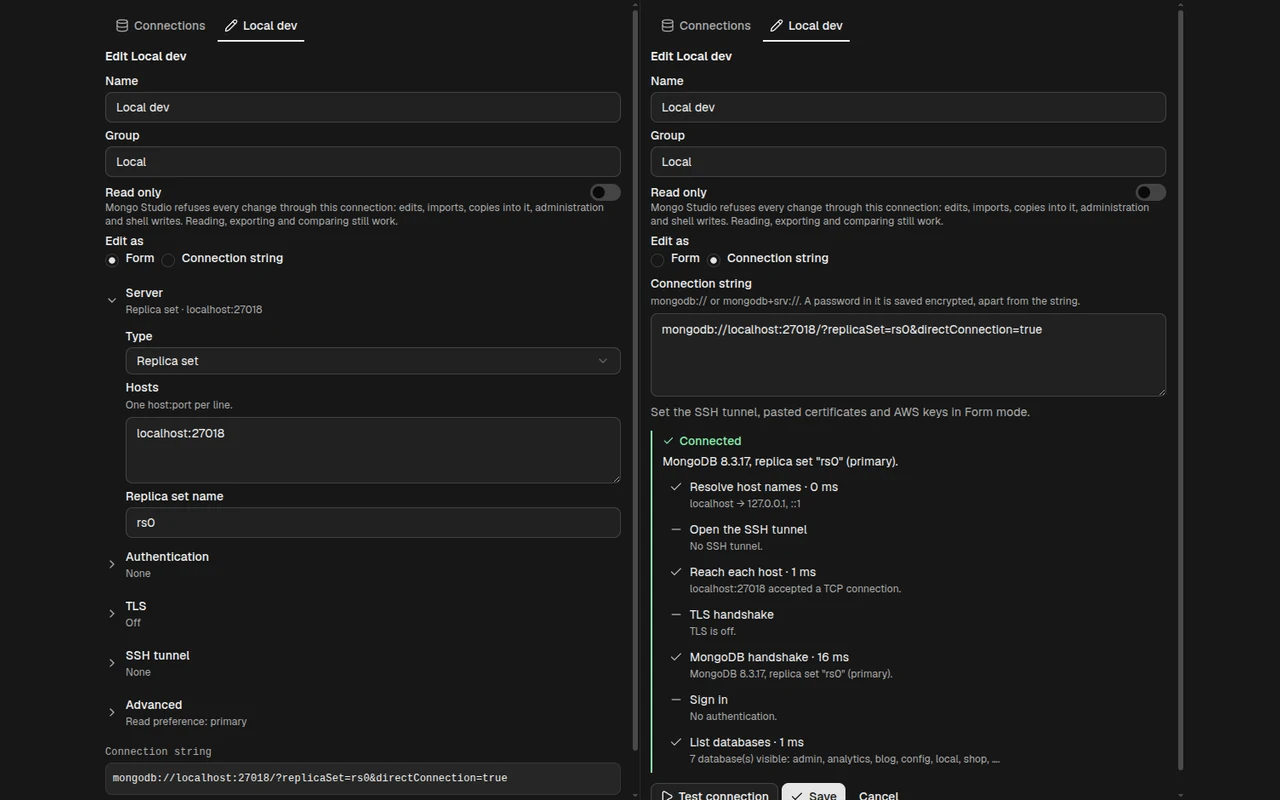 Connections
Local dev
Edit Local dev
Name
Local dev
Group
Local
Read only
Mongo Studio refuses every change through this connection: edits, imports, copies into it, administration
and shell writes. Reading, exporting and comparing still work.
Edit as
Form
Connection string
Server
Replica set · localhost:27018
Type
Replica set
Hosts
One host:port per line.
localhost:27018
Replica set name
rs0
Authentication
None
TLS
Off
SSH tunnel
None
Advanced
Read preference: primary
Connection string
mongodb://localhost:27018/?replicaSet=rs0&directConnection=true
Connections
Local dev
Edit Local dev
Name
Local dev
Group
Local
Read only
Mongo Studio refuses every change through this connection: edits, imports, copies into it, administration
and shell writes. Reading, exporting and comparing still work.
Edit as
Form
Connection string
Connection string
mongodb:// or mongodb+srv://. A password in it is saved encrypted, apart from the string.
mongodb://localhost:27018/?replicaSet=rs0&directConnection=true
Set the SSH tunnel, pasted certificates and AWS keys in Form mode.
Connected
MongoDB 8.3.17, replica set "rs0" (primary).
Resolve host names · 0 ms
localhost → 127.0.0.1, ::1
Open the SSH tunnel
No SSH tunnel.
Reach each host · 1 ms
localhost:27018 accepted a TCP connection.
TLS handshake
TLS is off.
MongoDB handshake · 16 ms
MongoDB 8.3.17, replica set "rs0" (primary).
Sign in
No authentication.
List databases · 1 ms
7 database(s) visible: admin, analytics, blog, config, local, shop, …
Test connection
Save
Cancel